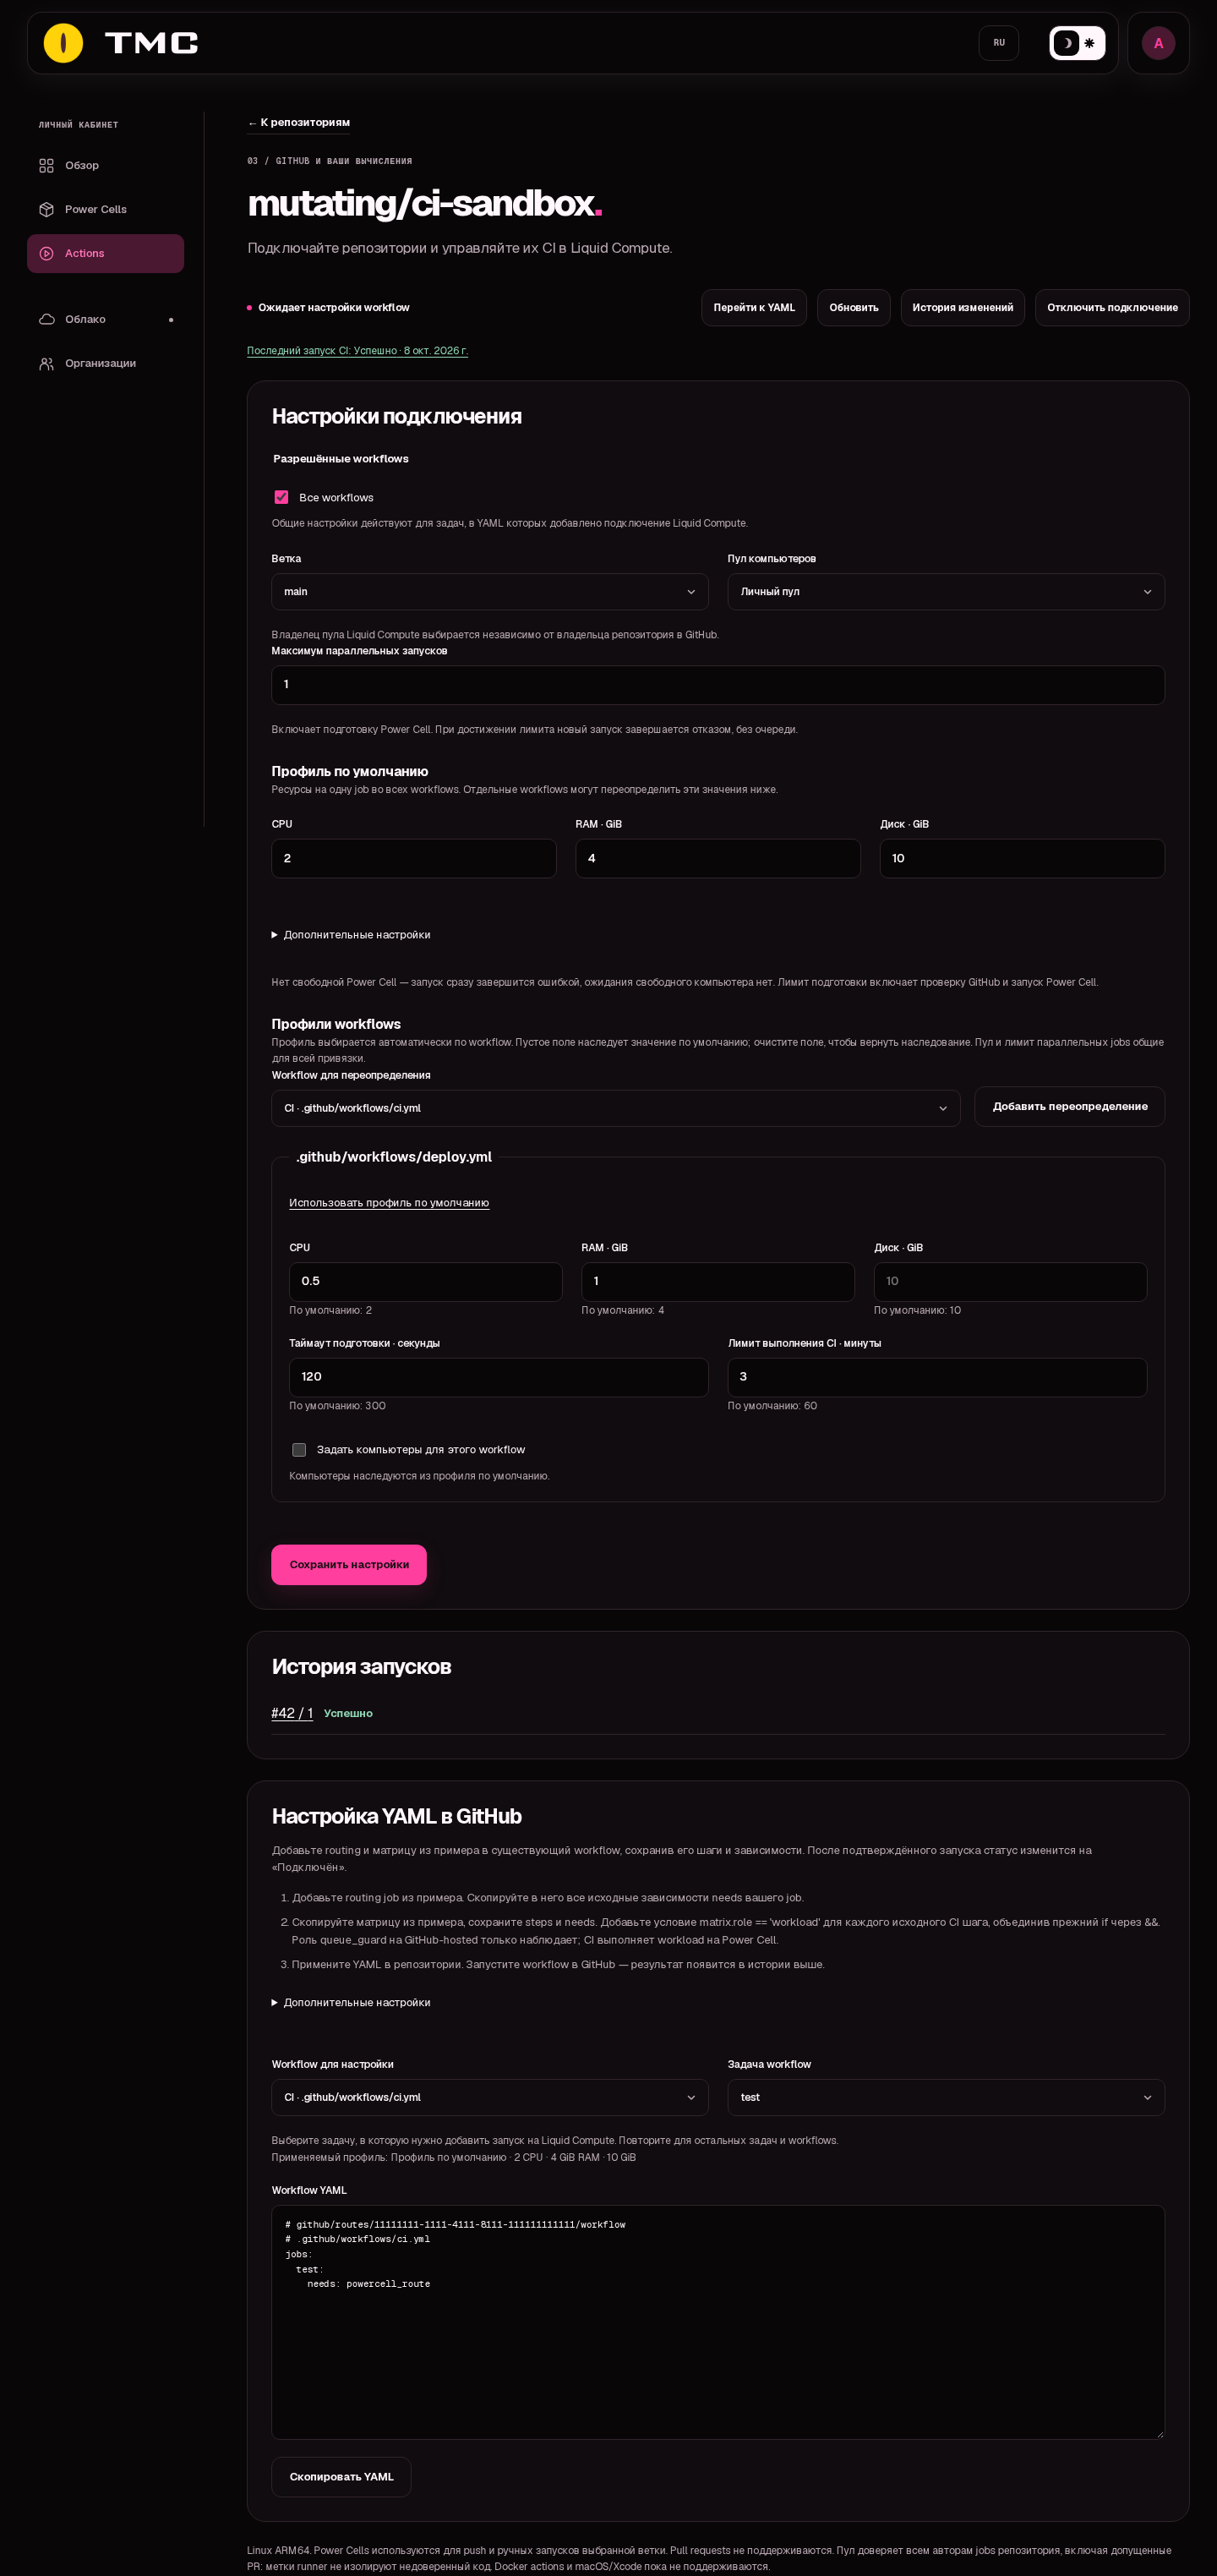 TMC
RU
A
ЛИЧНЫЙ КАБИНЕТ
Обзор
Power Cells
Actions
Облако
Организации
← К репозиториям
03 / GITHUB И ВАШИ ВЫЧИСЛЕНИЯ
mutating/ci-sandbox.
Подключайте репозитории и управляйте их CI в Liquid Compute.
Ожидает настройки workflow
Перейти к YAML
Обновить
История изменений
Отключить подключение
Последний запуск CI: Успешно · 8 окт. 2026 г.
Настройки подключения
Разрешённые workflows
Все workflows
Общие настройки действуют для задач, в YAML которых добавлено подключение Liquid Compute.
Ветка
Пул компьютеров
main
Личный пул
Владелец пула Liquid Compute выбирается независимо от владельца репозитория в GitHub.
Максимум параллельных запусков
1
Включает подготовку Power Cell. При достижении лимита новый запуск завершается отказом, без очереди.
Профиль по умолчанию
Ресурсы на одну job во всех workflows. Отдельные workflows могут переопределить эти значения ниже.
CPU
RAM · GiB
Диск · GiB
2
4
10
▶ Дополнительные настройки
Нет свободной Power Cell — запуск сразу завершится ошибкой, ожидания свободного компьютера нет. Лимит подготовки включает проверку GitHub и запуск Power Cell.
Профили workflows
Профиль выбирается автоматически по workflow. Пустое поле наследует значение по умолчанию; очистите поле, чтобы вернуть наследование. Пул и лимит параллельных jobs общие
для всей привязки.
Workflow для переопределения
CI · .github/workflows/ci.yml
Добавить переопределение
.github/workflows/deploy.yml
Использовать профиль по умолчанию
CPU
RAM · GiB
Диск · GiB
0.5
1
10
По умолчанию: 2
По умолчанию: 4
По умолчанию: 10
Таймаут подготовки · секунды
Лимит выполнения CI · минуты
120
3
По умолчанию: 300
По умолчанию: 60
Задать компьютеры для этого workflow
Компьютеры наследуются из профиля по умолчанию.
Сохранить настройки
История запусков
#42 / 1
Успешно
Настройка YAML в GitHub
Добавьте routing и матрицу из примера в существующий workflow, сохранив его шаги и зависимости. После подтверждённого запуска статус изменится на
«Подключён».
1. Добавьте routing job из примера. Скопируйте в него все исходные зависимости needs вашего job.
2. Скопируйте матрицу из примера, сохраните steps и needs. Добавьте условие matrix.role == 'workload' для каждого исходного CI шага, объединив прежний if через &&.
Роль queue_guard на GitHub-hosted только наблюдает; CI выполняет workload на Power Cell.
3. Примените YAML в репозитории. Запустите workflow в GitHub — результат появится в истории выше.
▶ Дополнительные настройки
Workflow для настройки
Задача workflow
CI · .github/workflows/ci.yml
test
Выберите задачу, в которую нужно добавить запуск на Liquid Compute. Повторите для остальных задач и workflows.
Применяемый профиль: Профиль по умолчанию · 2 CPU · 4 GiB RAM · 10 GiB
Workflow YAML
# github/routes/11111111-1111-4111-8111-111111111111/workflow
# .github/workflows/ci.yml
jobs:
test:
needs: powercell_route
Скопировать YAML
Linux ARM64. Power Cells используются для push и ручных запусков выбранной ветки. Pull requests не поддерживаются. Пул доверяет всем авторам jobs репозитория, включая допущенные
PR: метки runner не изолируют недоверенный код. Docker actions и macOS/Xcode пока не поддерживаются.